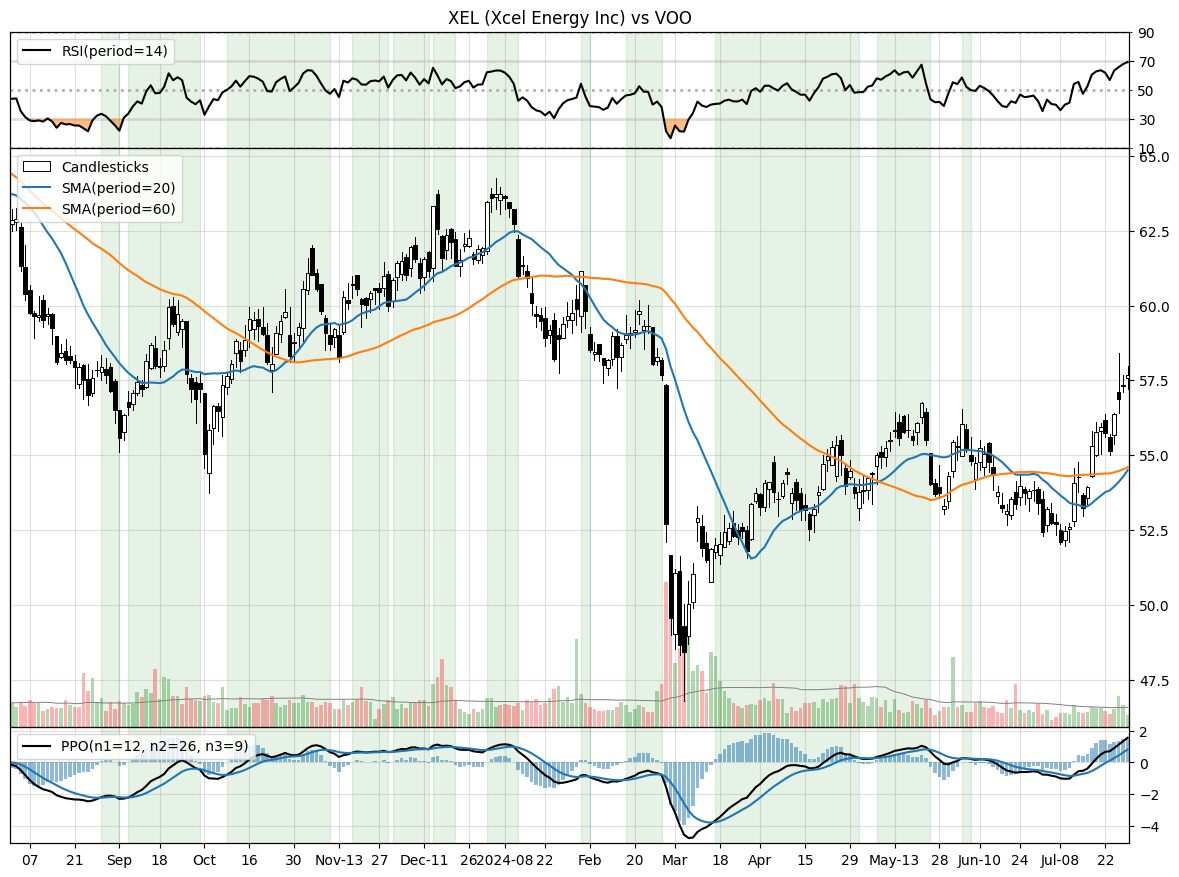 XEL (Xcel Energy Inc) vs VOO
RSI(period=14)
90
70
50
30
10
Candlesticks
SMA(period=20)
SMA(period=60)
65.0
62.5
60.0
57.5
55.0
52.5
50.0
47.5
PPO(n1=12, n2=26, n3=9)
2
0
−2
−4
07 21 Sep 18 Oct 16 30 Nov-13 27 Dec-11 26 2024-08 22 Feb 20 Mar 18 Apr 15 29 May-13 28 Jun-10 24 Jul-08 22